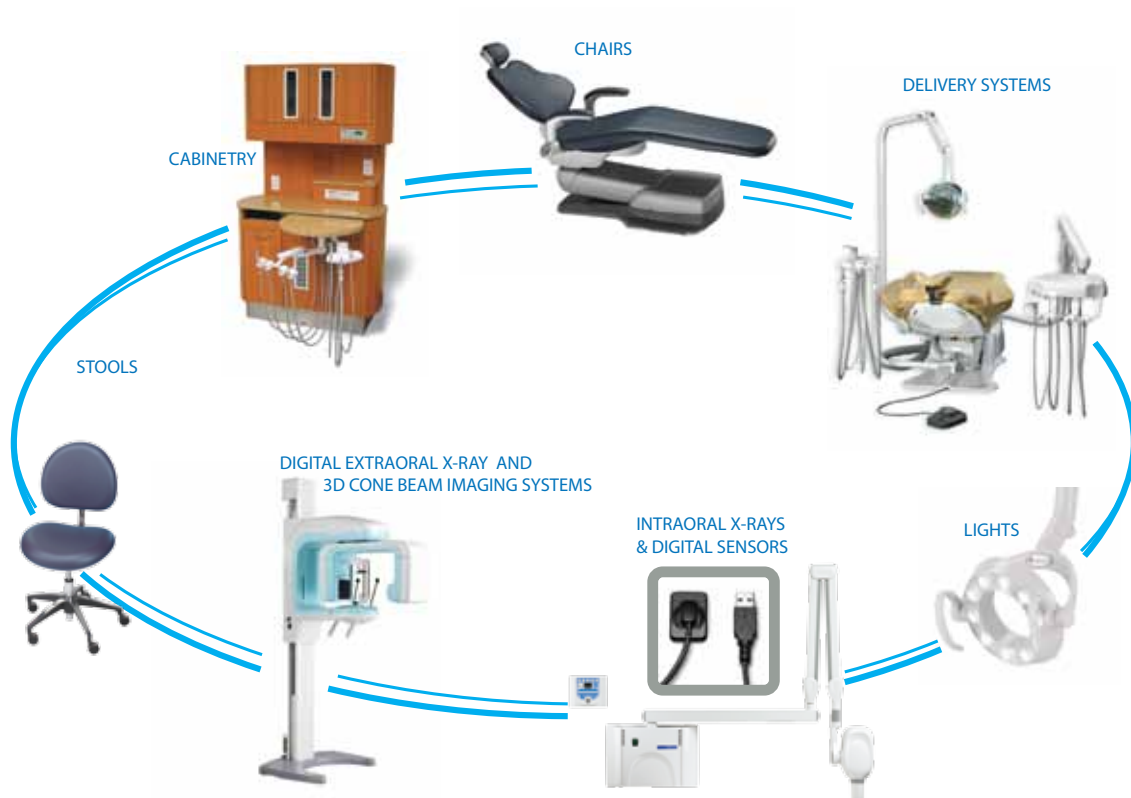 CHAIRS
DELIVERY SYSTEMS
CABINETRY
STOOLS
DIGITAL EXTRAORAL X-RAY AND
3D CONE BEAM IMAGING SYSTEMS
INTRAORAL X-RAYS
& DIGITAL SENSORS
LIGHTS